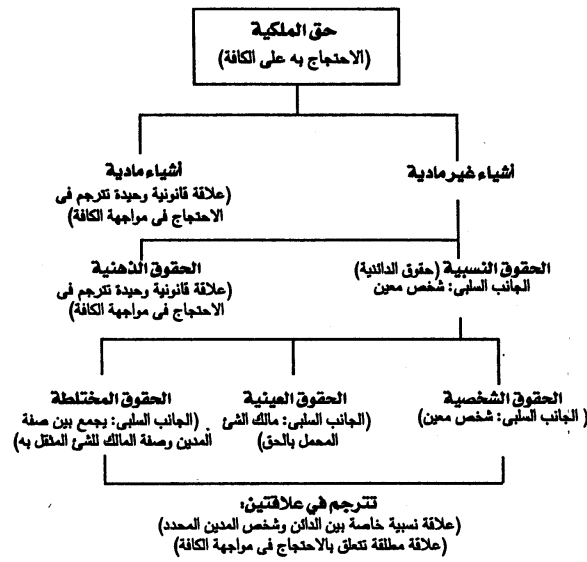 حق الملكية
(الاحتجاج به على الكافة)
أشياء مادية
(علاقة قانونية وحيدة تترجم فى
الاحتجاج فى مواجهة الكافة)
أشياء غير مادية
الحقوق النسبية (حقوق الدائنية)
الجانب السلبى: شخص معين
الحقوق الذهنية
(علاقة قانونية وحيدة تترجم فى
الاحتجاج فى مواجهة الكافة)
الحقوق الشخصية
(الجانب السلبى: شخص معين)
الحقوق العينية
(الجانب السلبى: مالك الشئ
المحمل بالحق)
الحقوق المختلطة
(الجانب السلبى: يجمع بين صفة
المدين وصفة المالك للشئ المثقل به)
تترجم في علاقتين:
(علاقة نسبية خاصة بين الدائن وشخص المدين المحدد)
(علاقة مطلقة تتعلق بالاحتجاج فى مواجهة الكافة)